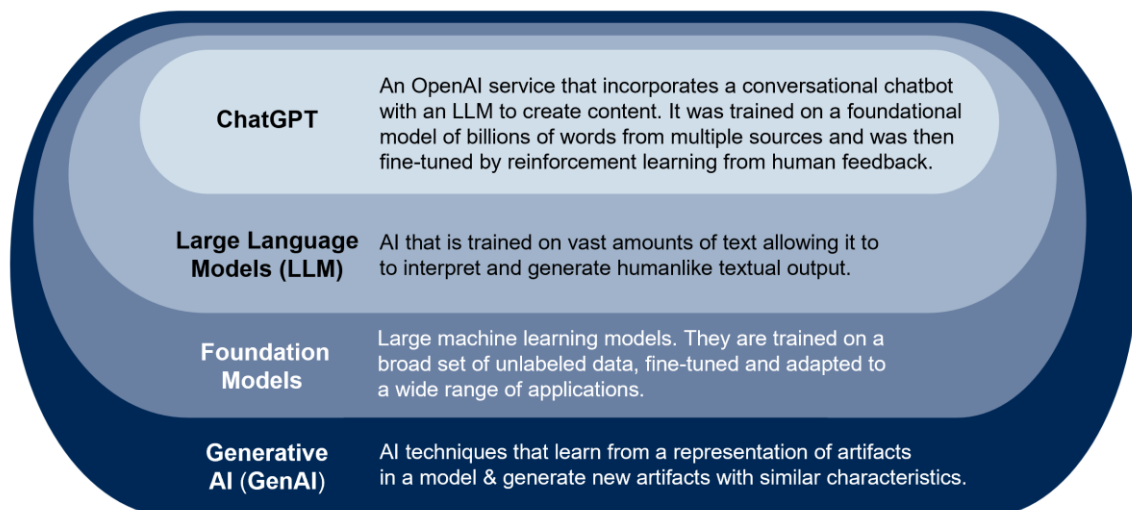 ChatGPT
An OpenAI service that incorporates a conversational chatbot
with an LLM to create content. It was trained on a foundational
model of billions of words from multiple sources and was then
fine-tuned by reinforcement learning from human feedback.
Large Language
Models (LLM)
AI that is trained on vast amounts of text allowing it to
to interpret and generate humanlike textual output.
Foundation
Models
Large machine learning models. They are trained on a
broad set of unlabeled data, fine-tuned and adapted to
a wide range of applications.
Generative
AI (GenAI)
AI techniques that learn from a representation of artifacts
in a model & generate new artifacts with similar characteristics.